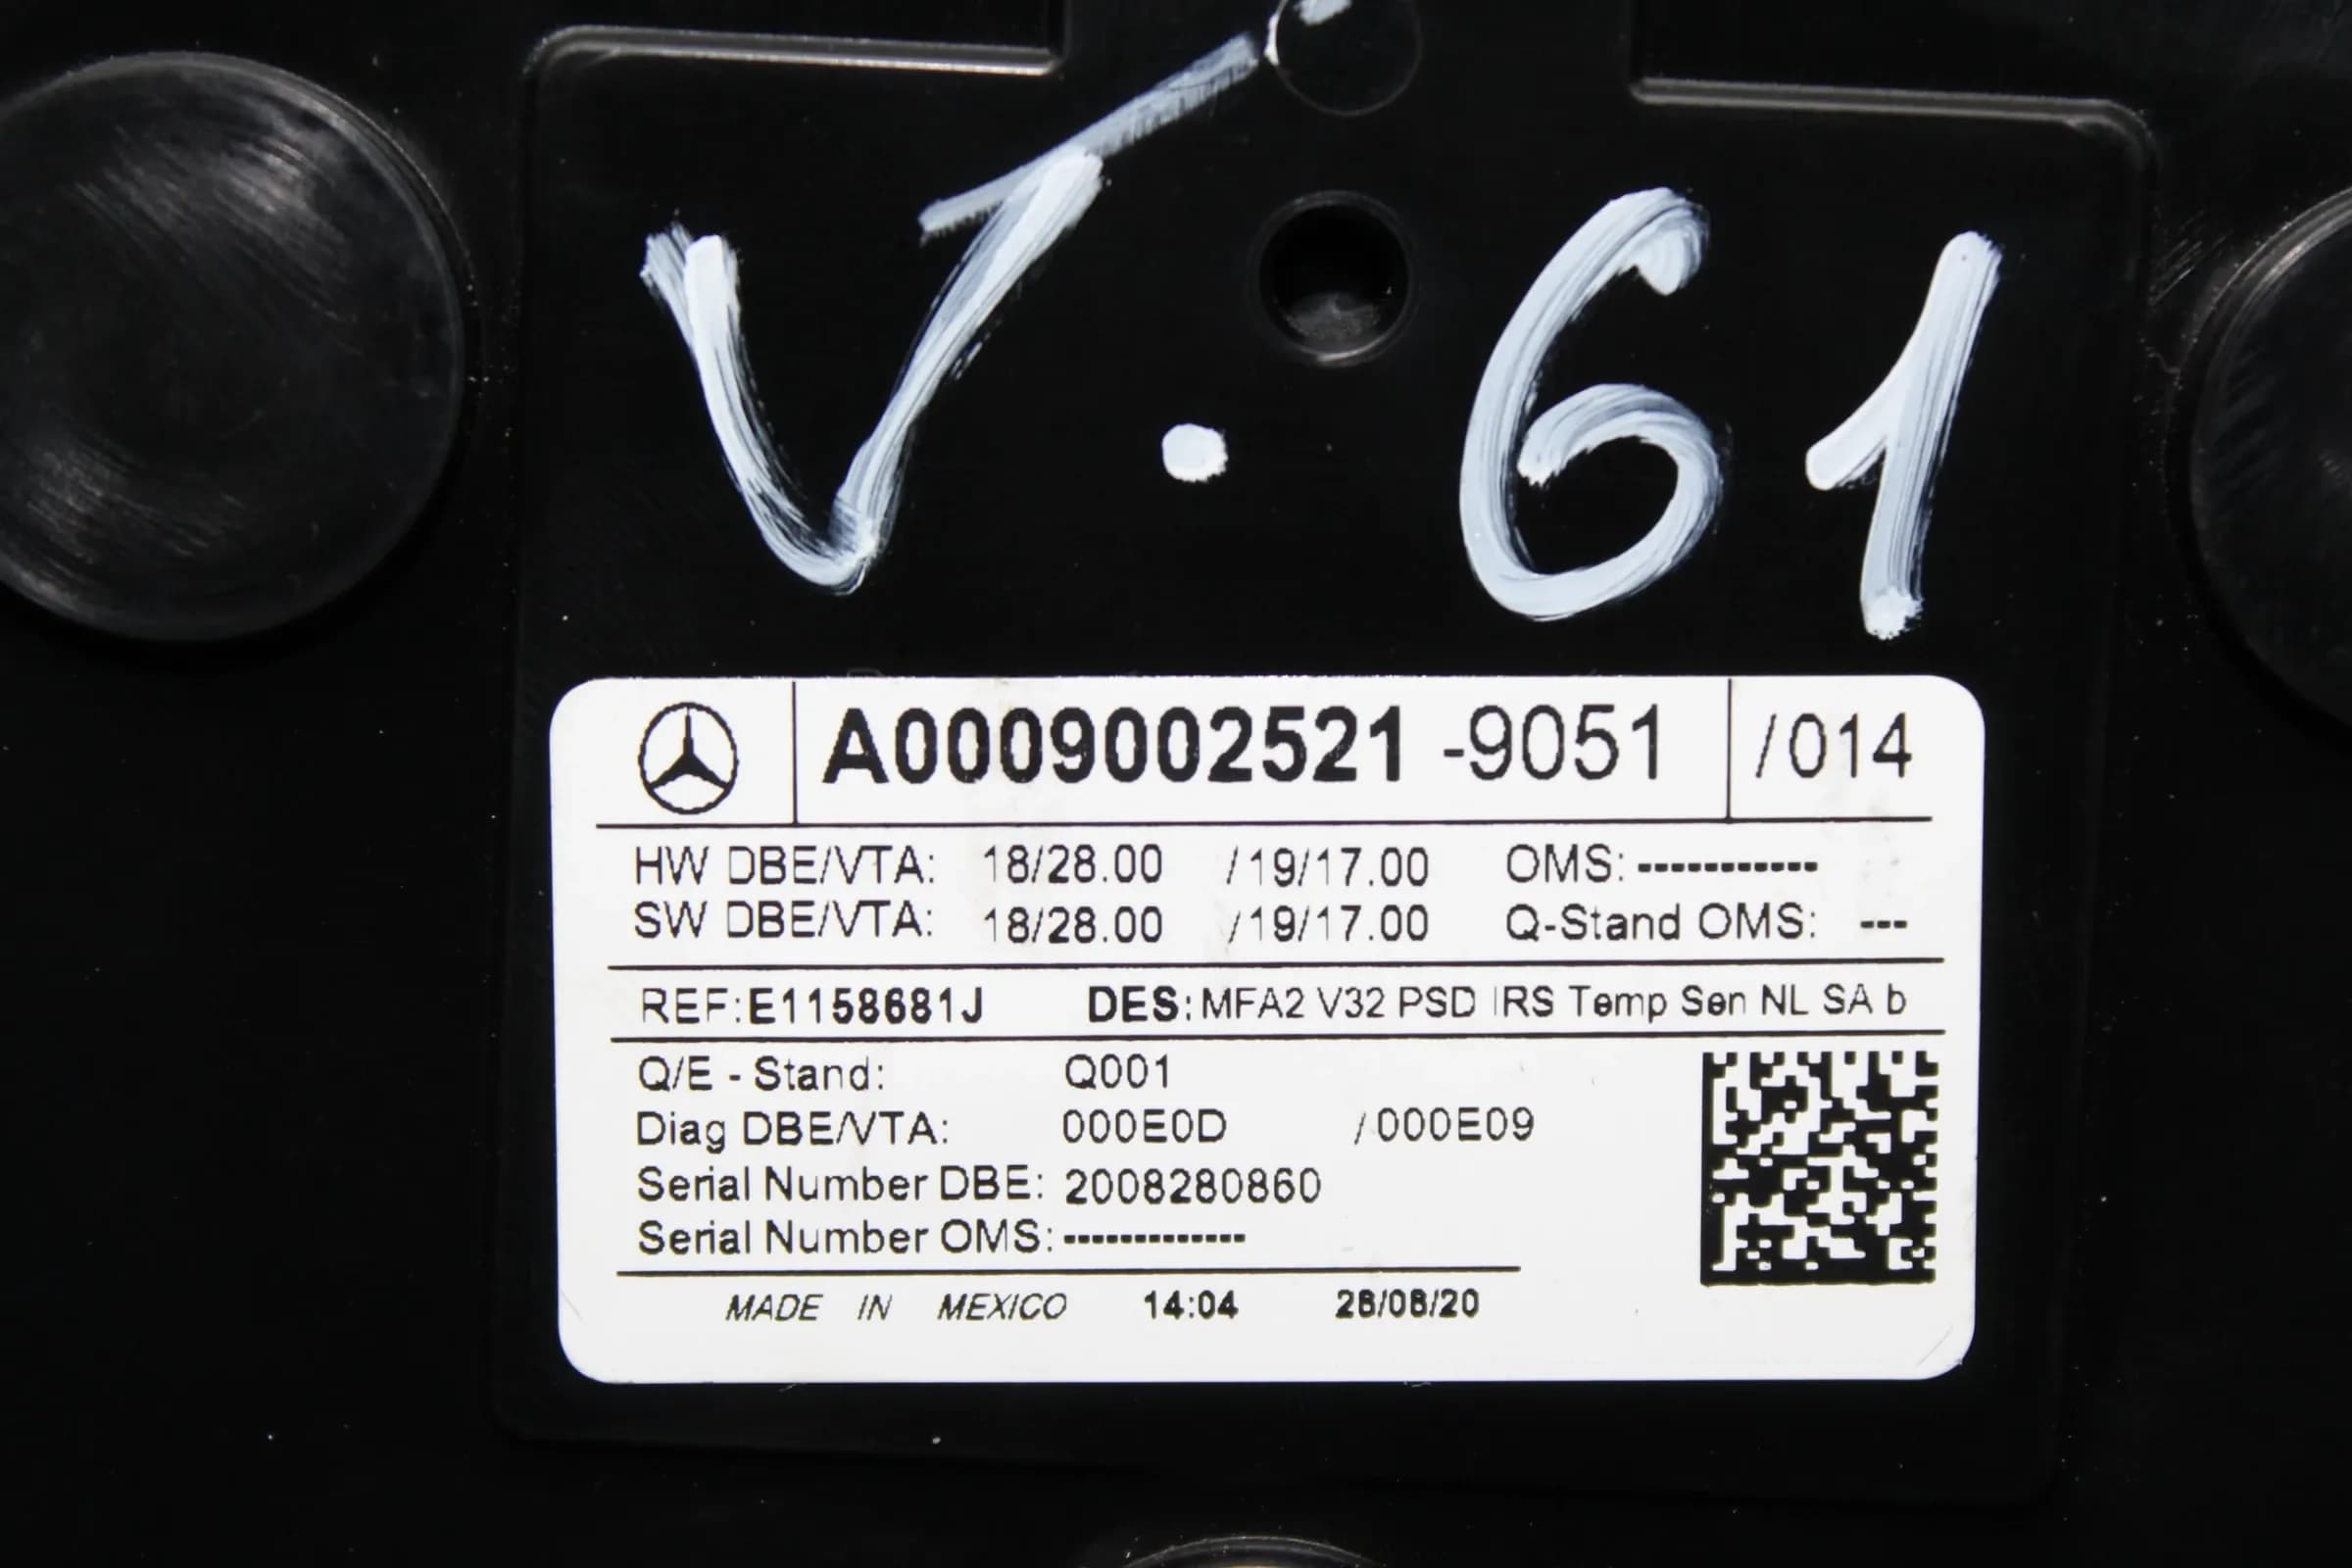 V. 61
A0009002521 -9051 /014
HW DBE/VTA: 18/28.00 /19/17.00 OMS: -----------
SW DBE/VTA: 18/28.00 /19/17.00 Q-Stand OMS: ---
REF:E1158681J DES: MFA2 V32 PSD IRS Temp Sen NL SA b
Q/E - Stand: Q001
Diag DBE/VTA: 000E0D /000E09
Serial Number DBE: 2008280860
Serial Number OMS: -------------
MADE IN MEXICO 14:04 28/08/20